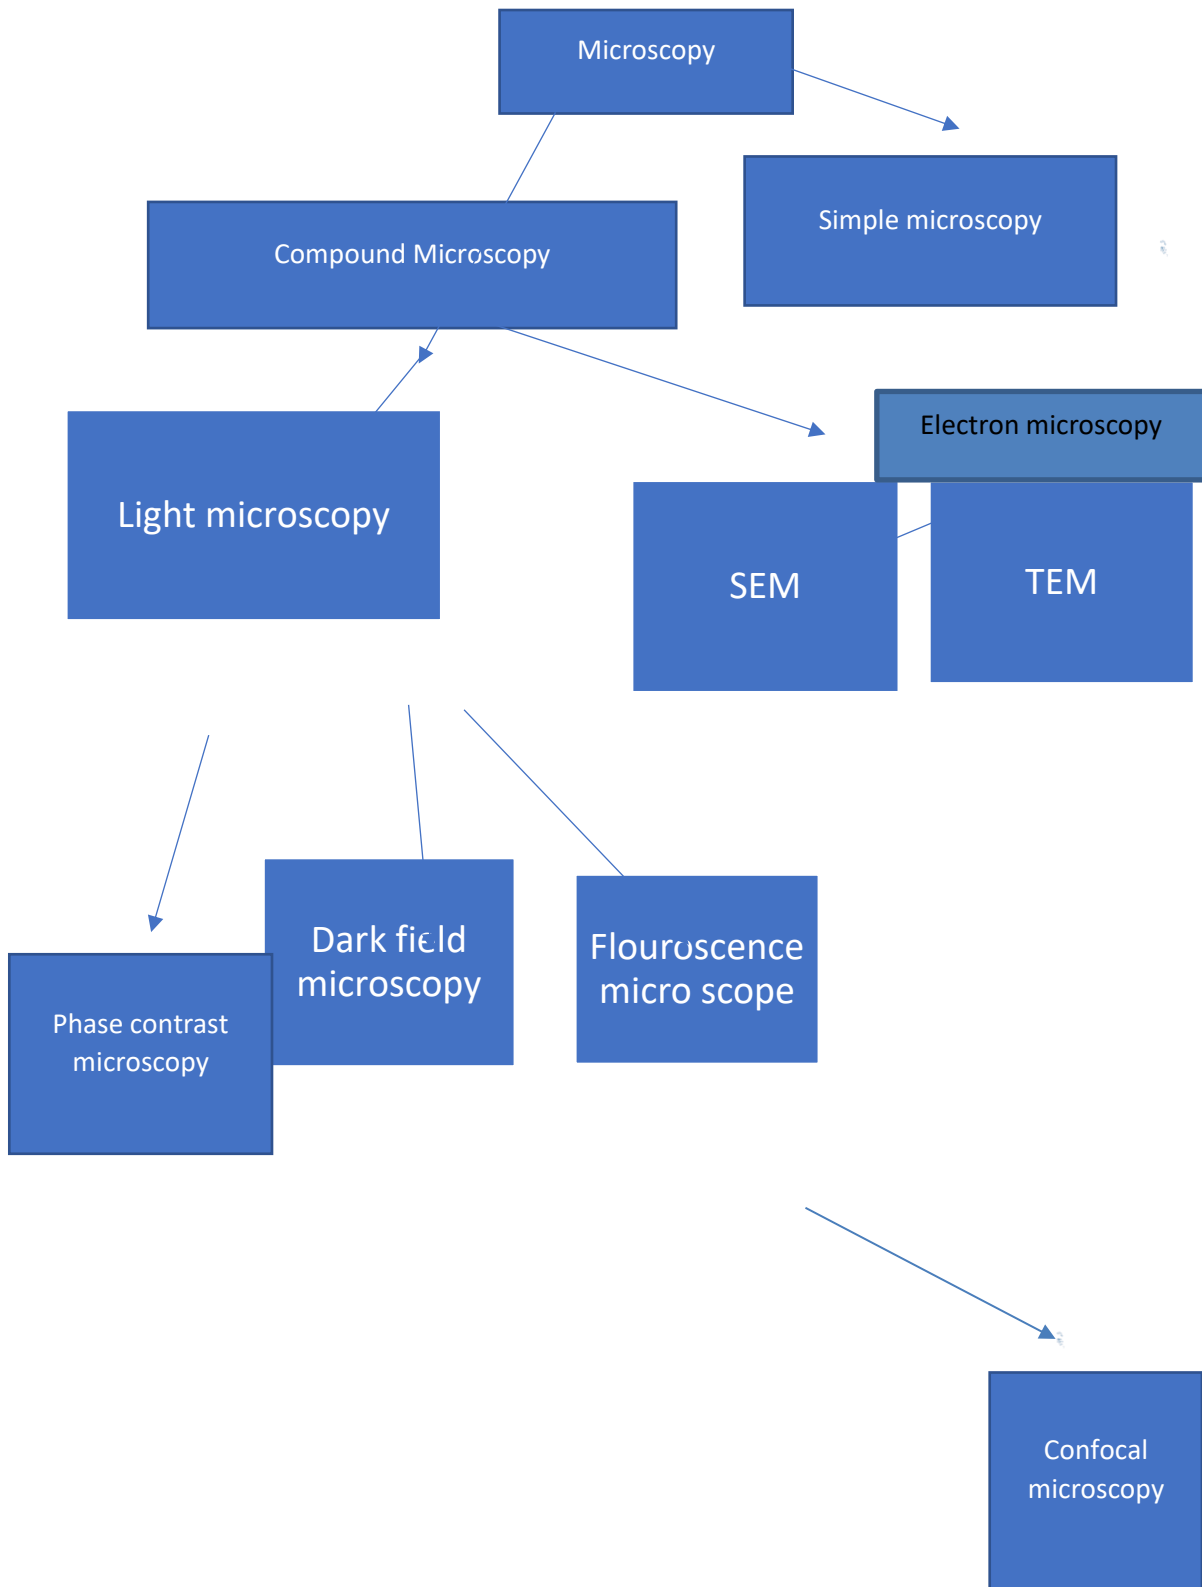 Microscopy
Simple microscopy
Compound Microscopy
Electron microscopy
Light microscopy
SEM
TEM
Dark field
microscopy
Flouroscence
micro scope
Phase contrast
microscopy
Confocal
microscopy